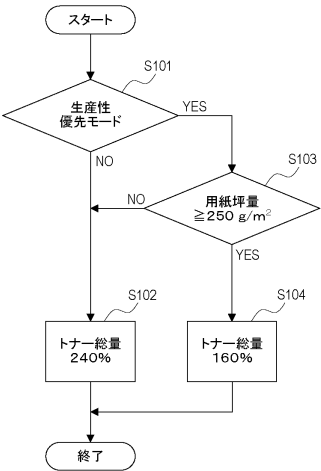 スタート
S101
生産性
優先モード
YES
NO
S103
用紙坪量
≧250 g/m²
NO
YES
S102
トナー総量
240%
S104
トナー総量
160%
終了